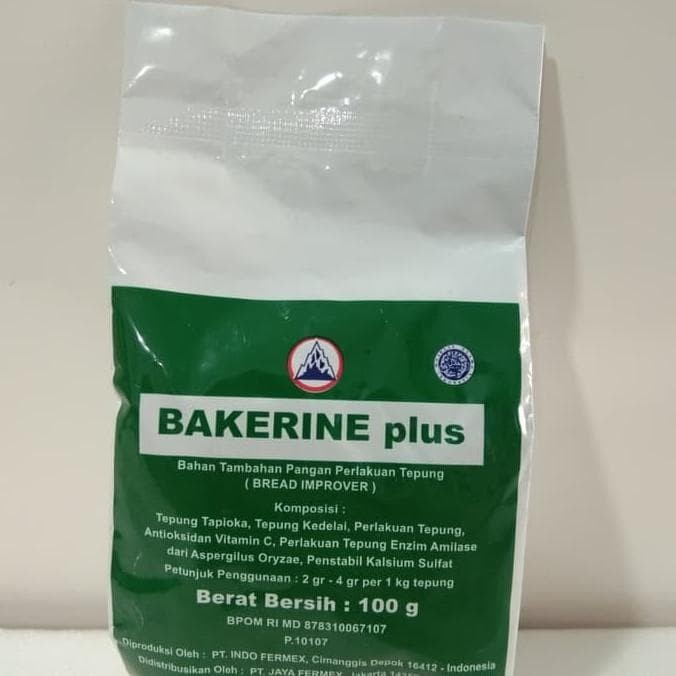 BAKERINE plus
Bahan Tambahan Pangan Perlakuan Tepung
( BREAD IMPROVER )
Komposisi :
Tepung Tapioka, Tepung Kedelai, Perlakuan Tepung,
Antioksidan Vitamin C, Perlakuan Tepung Enzim Amilase
dari Aspergilus Oryzae, Penstabil Kalsium Sulfat
Petunjuk Penggunaan : 2 gr - 4 gr per 1 kg tepung
Berat Bersih : 100 g
BPOM RI MD 878310067107
P.10107
Diproduksi Oleh : PT. INDO FERMEX, Cimanggis Depok 16412 - Indonesia
Didistribusikan Oleh : PT. JAYA FERMEX, Jakarta